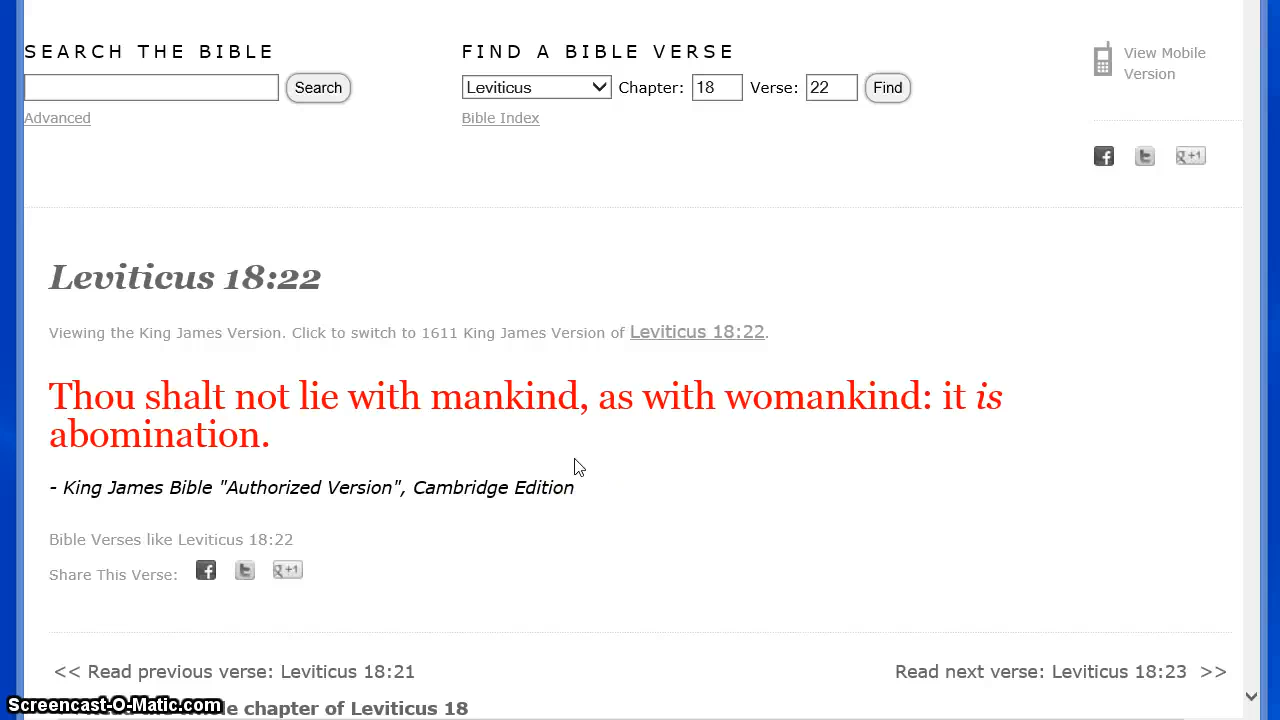 SEARCH THE BIBLE
FIND A BIBLE VERSE
View Mobile
Version
Search
Leviticus Chapter: 18 Verse: 22 Find
Advanced
Bible Index
f t g+1
Leviticus 18:22
Viewing the King James Version. Click to switch to 1611 King James Version of Leviticus 18:22.
Thou shalt not lie with mankind, as with womankind: it is
abomination.
- King James Bible "Authorized Version", Cambridge Edition
Bible Verses like Leviticus 18:22
Share This Verse: f t g+1
<< Read previous verse: Leviticus 18:21
Read next verse: Leviticus 18:23 >>
Screencast-O-Matic.com
chapter of Leviticus 18